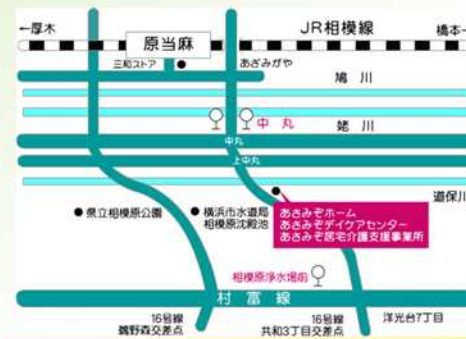 ←厚木
JR相模線
橋本→
原当麻
三和ストア
あざみがや
鳩川
中丸
姥川
中丸
上中丸
道保川
県立相模原公園
横浜市水道局
相模原沈殿池
あさみぞホーム
あさみぞデイケアセンター
あさみぞ居宅介護支援事業所
相模原浄水場前
村富線
16号線
鵜野森交差点
16号線
共和3丁目交差点
洋光台7丁目